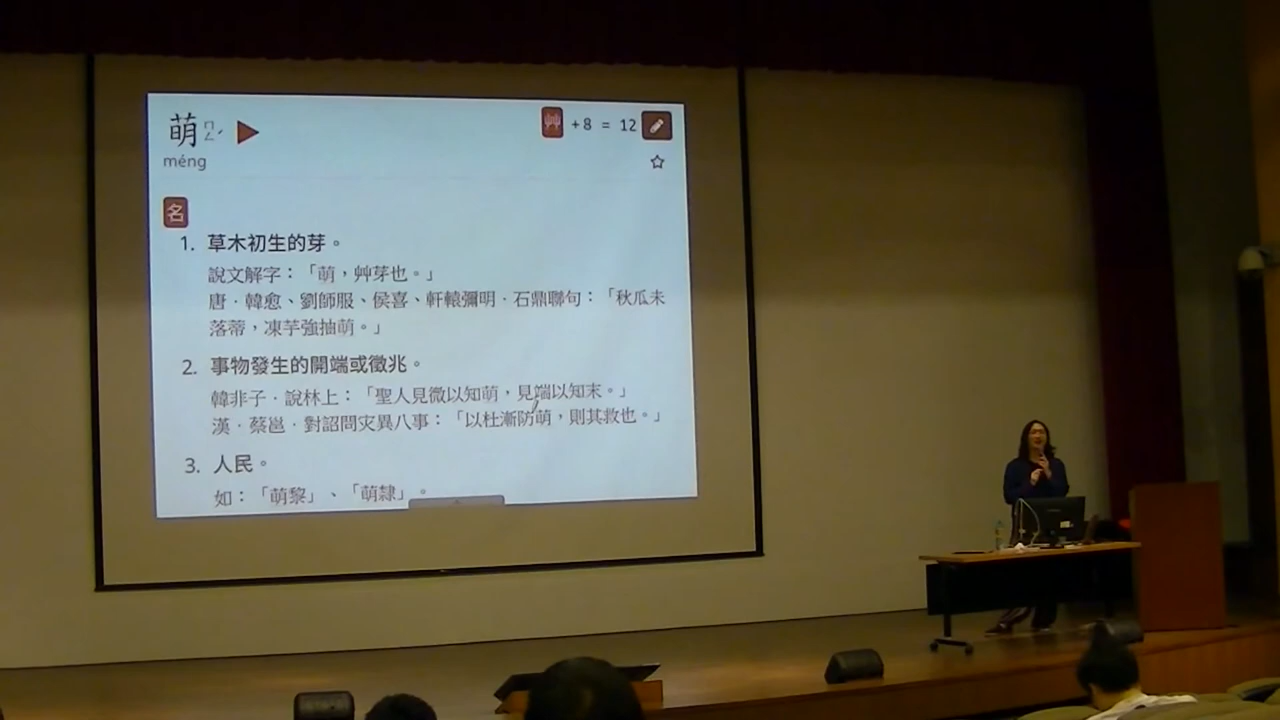 萌 ㄇㄥˊ
艸 +8 = 12
méng
名
1. 草木初生的芽。
說文解字：「萌，艸芽也。」
唐．韓愈、劉師服、侯喜、軒轅彌明．石鼎聯句：「秋瓜未
落蒂，凍芋強抽萌。」
2. 事物發生的開端或徵兆。
韓非子．說林上：「聖人見微以知萌，見端以知末。」
漢．蔡邕．對詔問灾異八事：「以杜漸防萌，則其救也。」
3. 人民。
如：「萌黎」、「萌隸」。